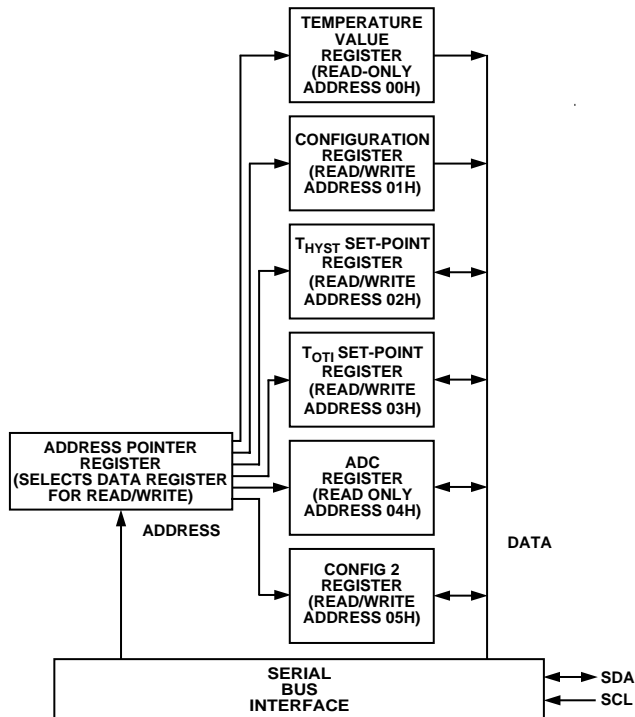 TEMPERATURE
VALUE
REGISTER
(READ-ONLY
ADDRESS 00H)
CONFIGURATION
REGISTER
(READ/WRITE
ADDRESS 01H)
THYST SET-POINT
REGISTER
(READ/WRITE
ADDRESS 02H)
TOTI SET-POINT
REGISTER
(READ/WRITE
ADDRESS 03H)
ADDRESS POINTER
REGISTER
(SELECTS DATA REGISTER
FOR READ/WRITE)
ADC
REGISTER
(READ ONLY
ADDRESS 04H)
ADDRESS
DATA
CONFIG 2
REGISTER
(READ/WRITE
ADDRESS 05H)
SERIAL
BUS
INTERFACE
SDA
SCL